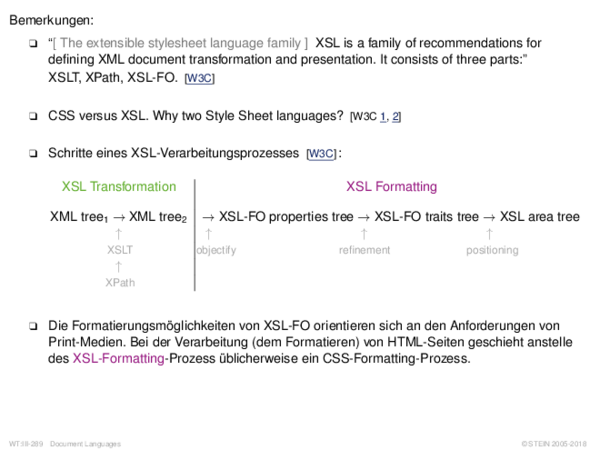 Bemerkungen:
❑ “[ The extensible stylesheet language family ] XSL is a family of recommendations for
defining XML document transformation and presentation. It consists of three parts:”
XSLT, XPath, XSL-FO. [W3C]
❑ CSS versus XSL. Why two Style Sheet languages? [W3C 1, 2]
❑ Schritte eines XSL-Verarbeitungsprozesses [W3C]:
XSL Transformation XSL Formatting
XML tree₁ → XML tree₂ → XSL-FO properties tree → XSL-FO traits tree → XSL area tree
↑ ↑ ↑ ↑
XSLT objectify refinement positioning
↑
XPath
❑ Die Formatierungsmöglichkeiten von XSL-FO orientieren sich an den Anforderungen von
Print-Medien. Bei der Verarbeitung (dem Formatieren) von HTML-Seiten geschieht anstelle
des XSL-Formatting-Prozess üblicherweise ein CSS-Formatting-Prozess.
WT:III-289 Document Languages © STEIN 2005-2018